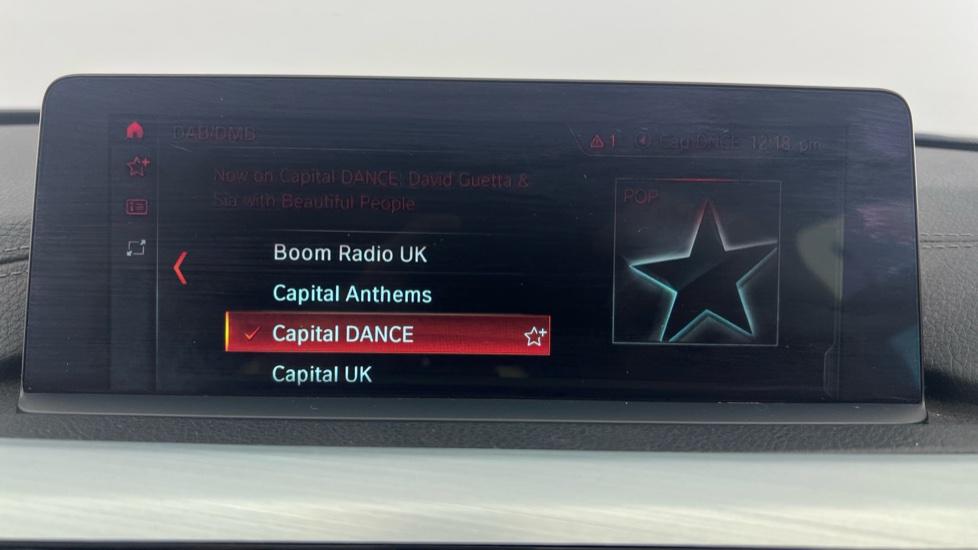 DAB/DMB
1
12:18 pm
Now on Capital DANCE: David Guetta &
Sia with Beautiful People
POP
Boom Radio UK
Capital Anthems
Capital DANCE
Capital UK